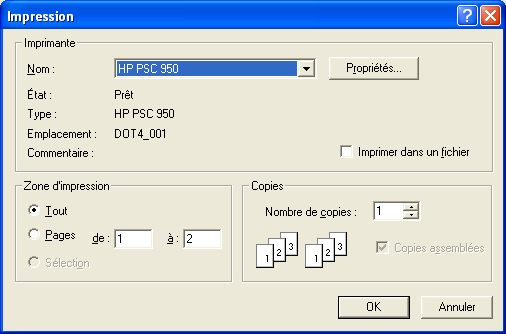 Impression
Imprimante
Nom : HP PSC 950 Propriétés...
État : Prêt
Type : HP PSC 950
Emplacement : DOT4_001
Commentaire : Imprimer dans un fichier
Zone d'impression
Tout
Pages de : 1 à : 2
Sélection
Copies
Nombre de copies : 1
1 2 3 1 2 3
Copies assemblées
OK Annuler